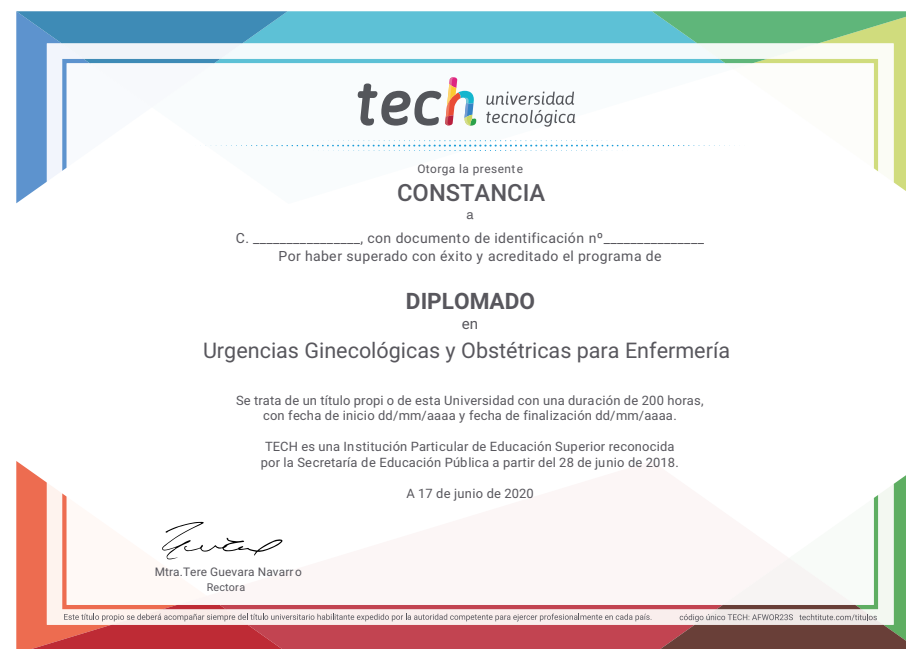 tech universidad
tecnológica
Otorga la presente
CONSTANCIA
a
C. ________________, con documento de identificación nº_______________
Por haber superado con éxito y acreditado el programa de
DIPLOMADO
en
Urgencias Ginecológicas y Obstétricas para Enfermería
Se trata de un título propi o de esta Universidad con una duración de 200 horas,
con fecha de inicio dd/mm/aaaa y fecha de finalización dd/mm/aaaa.
TECH es una Institución Particular de Educación Superior reconocida
por la Secretaría de Educación Pública a partir del 28 de junio de 2018.
A 17 de junio de 2020
Mtra.Tere Guevara Navarro
Rectora
Este título propio se deberá acompañar siempre del título universitario habilitante expedido por la autoridad competente para ejercer profesionalmente en cada país. código único TECH: AFWOR23S techtitute.com/titulos